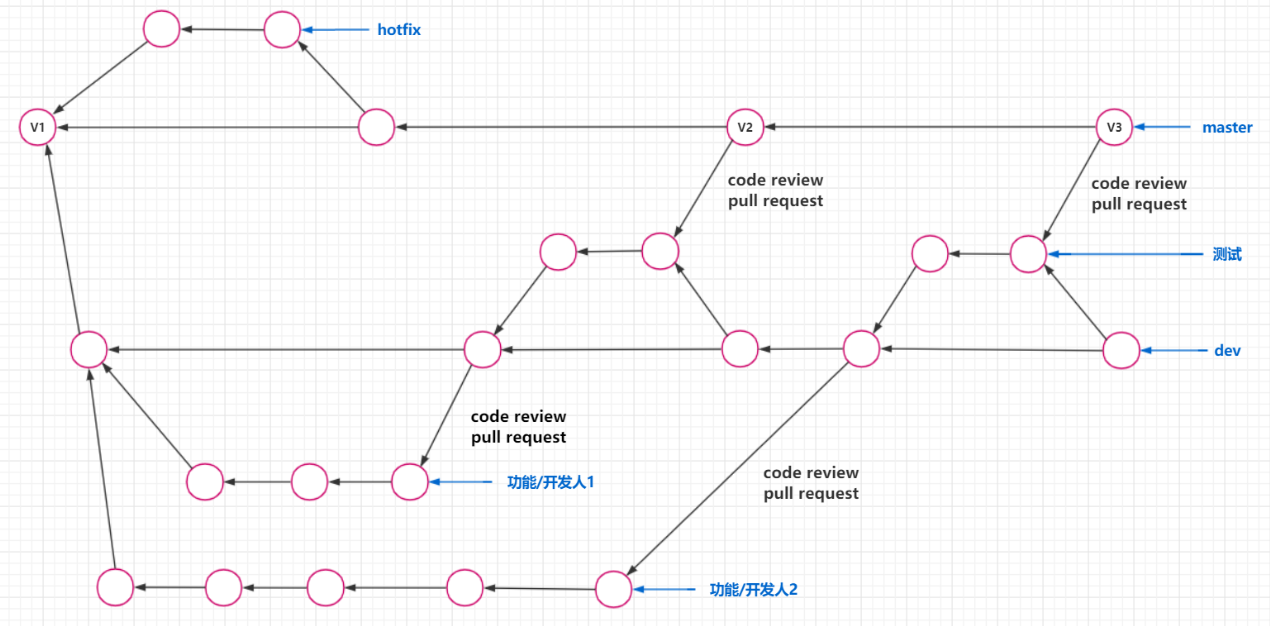 hotfix
V1
V2
V3
master
code review
pull request
code review
pull request
测试
dev
code review
pull request
功能/开发人1
code review
pull request
功能/开发人2